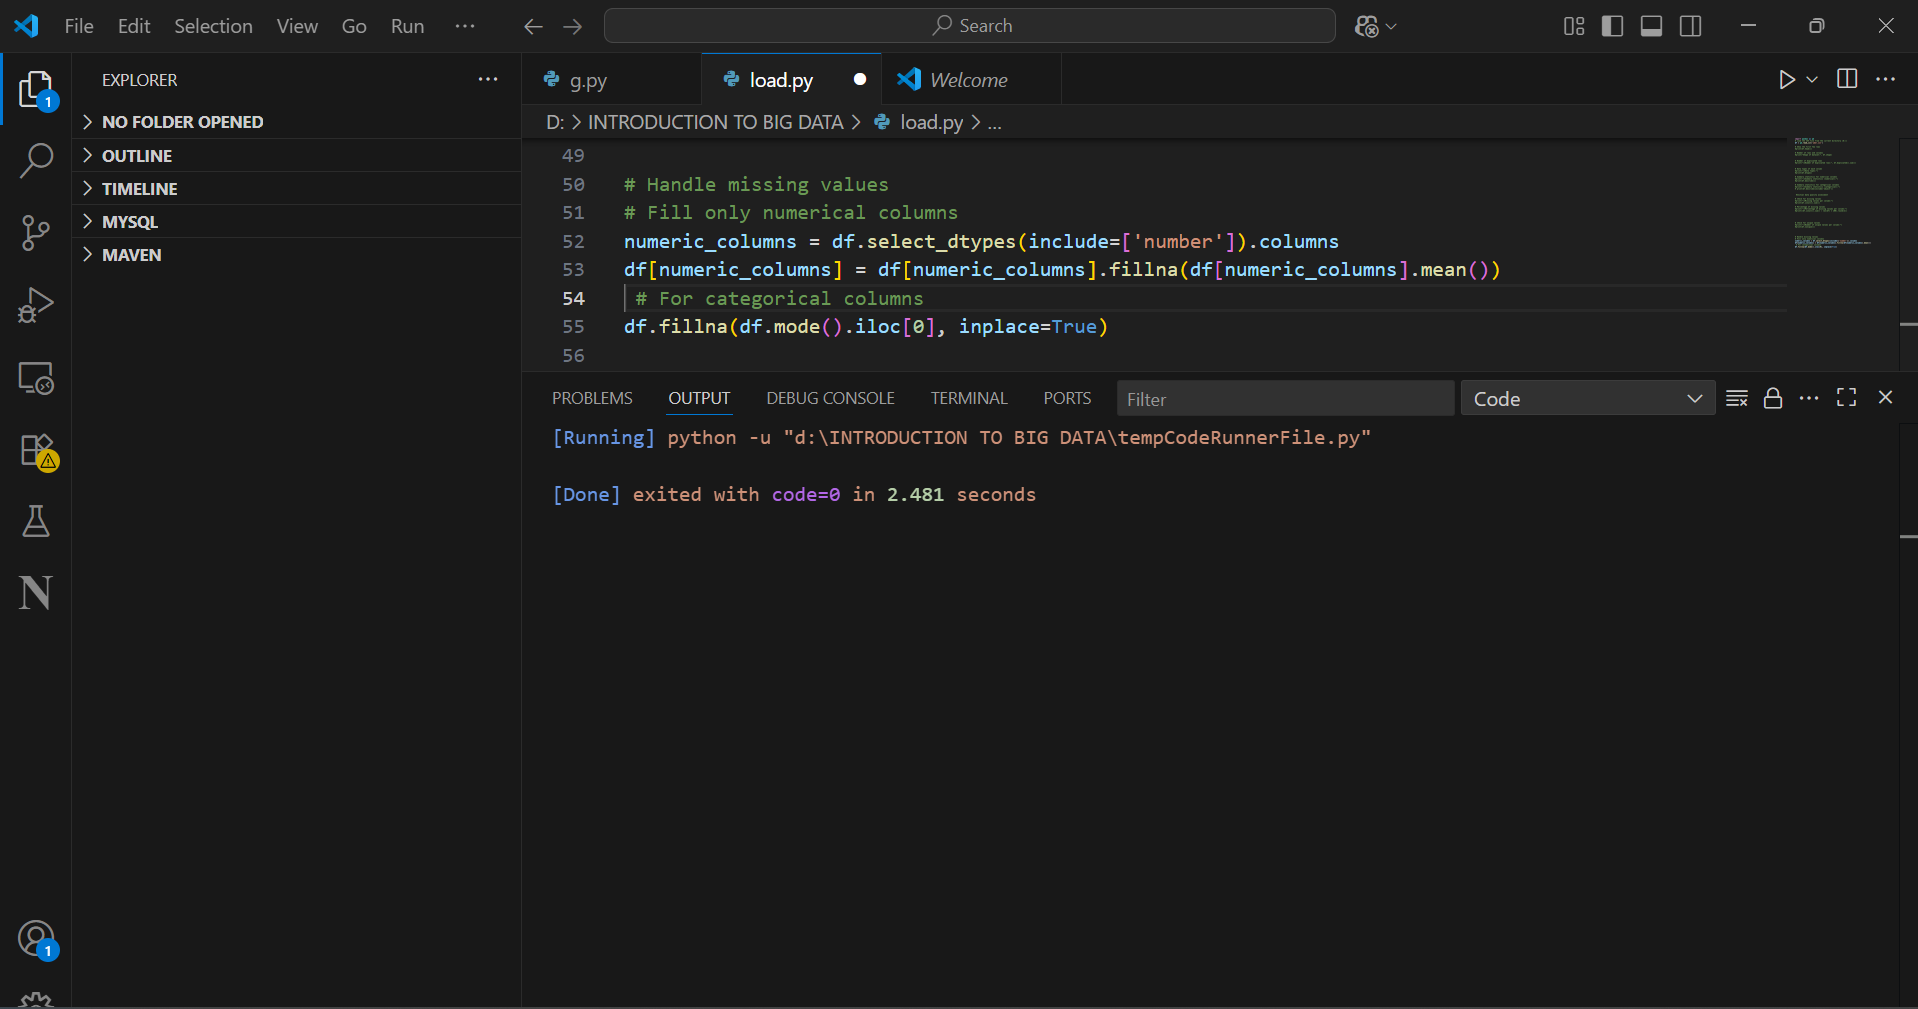 File Edit Selection View Go Run ···
Search
EXPLORER ···
1
NO FOLDER OPENED
OUTLINE
TIMELINE
MYSQL
MAVEN
N
1
g.py load.py Welcome
D: > INTRODUCTION TO BIG DATA > load.py > ...
49
50 # Handle missing values
51 # Fill only numerical columns
52 numeric_columns = df.select_dtypes(include=['number']).columns
53 df[numeric_columns] = df[numeric_columns].fillna(df[numeric_columns].mean())
54 # For categorical columns
55 df.fillna(df.mode().iloc[0], inplace=True)
56
PROBLEMS OUTPUT DEBUG CONSOLE TERMINAL PORTS Filter Code
[Running] python -u "d:\INTRODUCTION TO BIG DATA\tempCodeRunnerFile.py"
[Done] exited with code=0 in 2.481 seconds